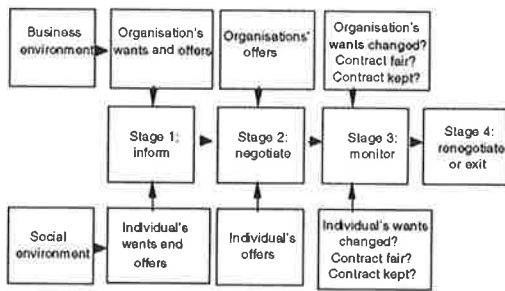 Business
environment
Organisation's
wants and offers
Organisations'
offers
Organisation's
wants changed?
Contract fair?
Contract kept?
Stage 1:
inform
Stage 2:
negotiate
Stage 3:
monitor
Stage 4:
renegotiate
or exit
Social
environment
Individual's
wants and
offers
Individual's
offers
Individual's wants
changed?
Contract fair?
Contract kept?